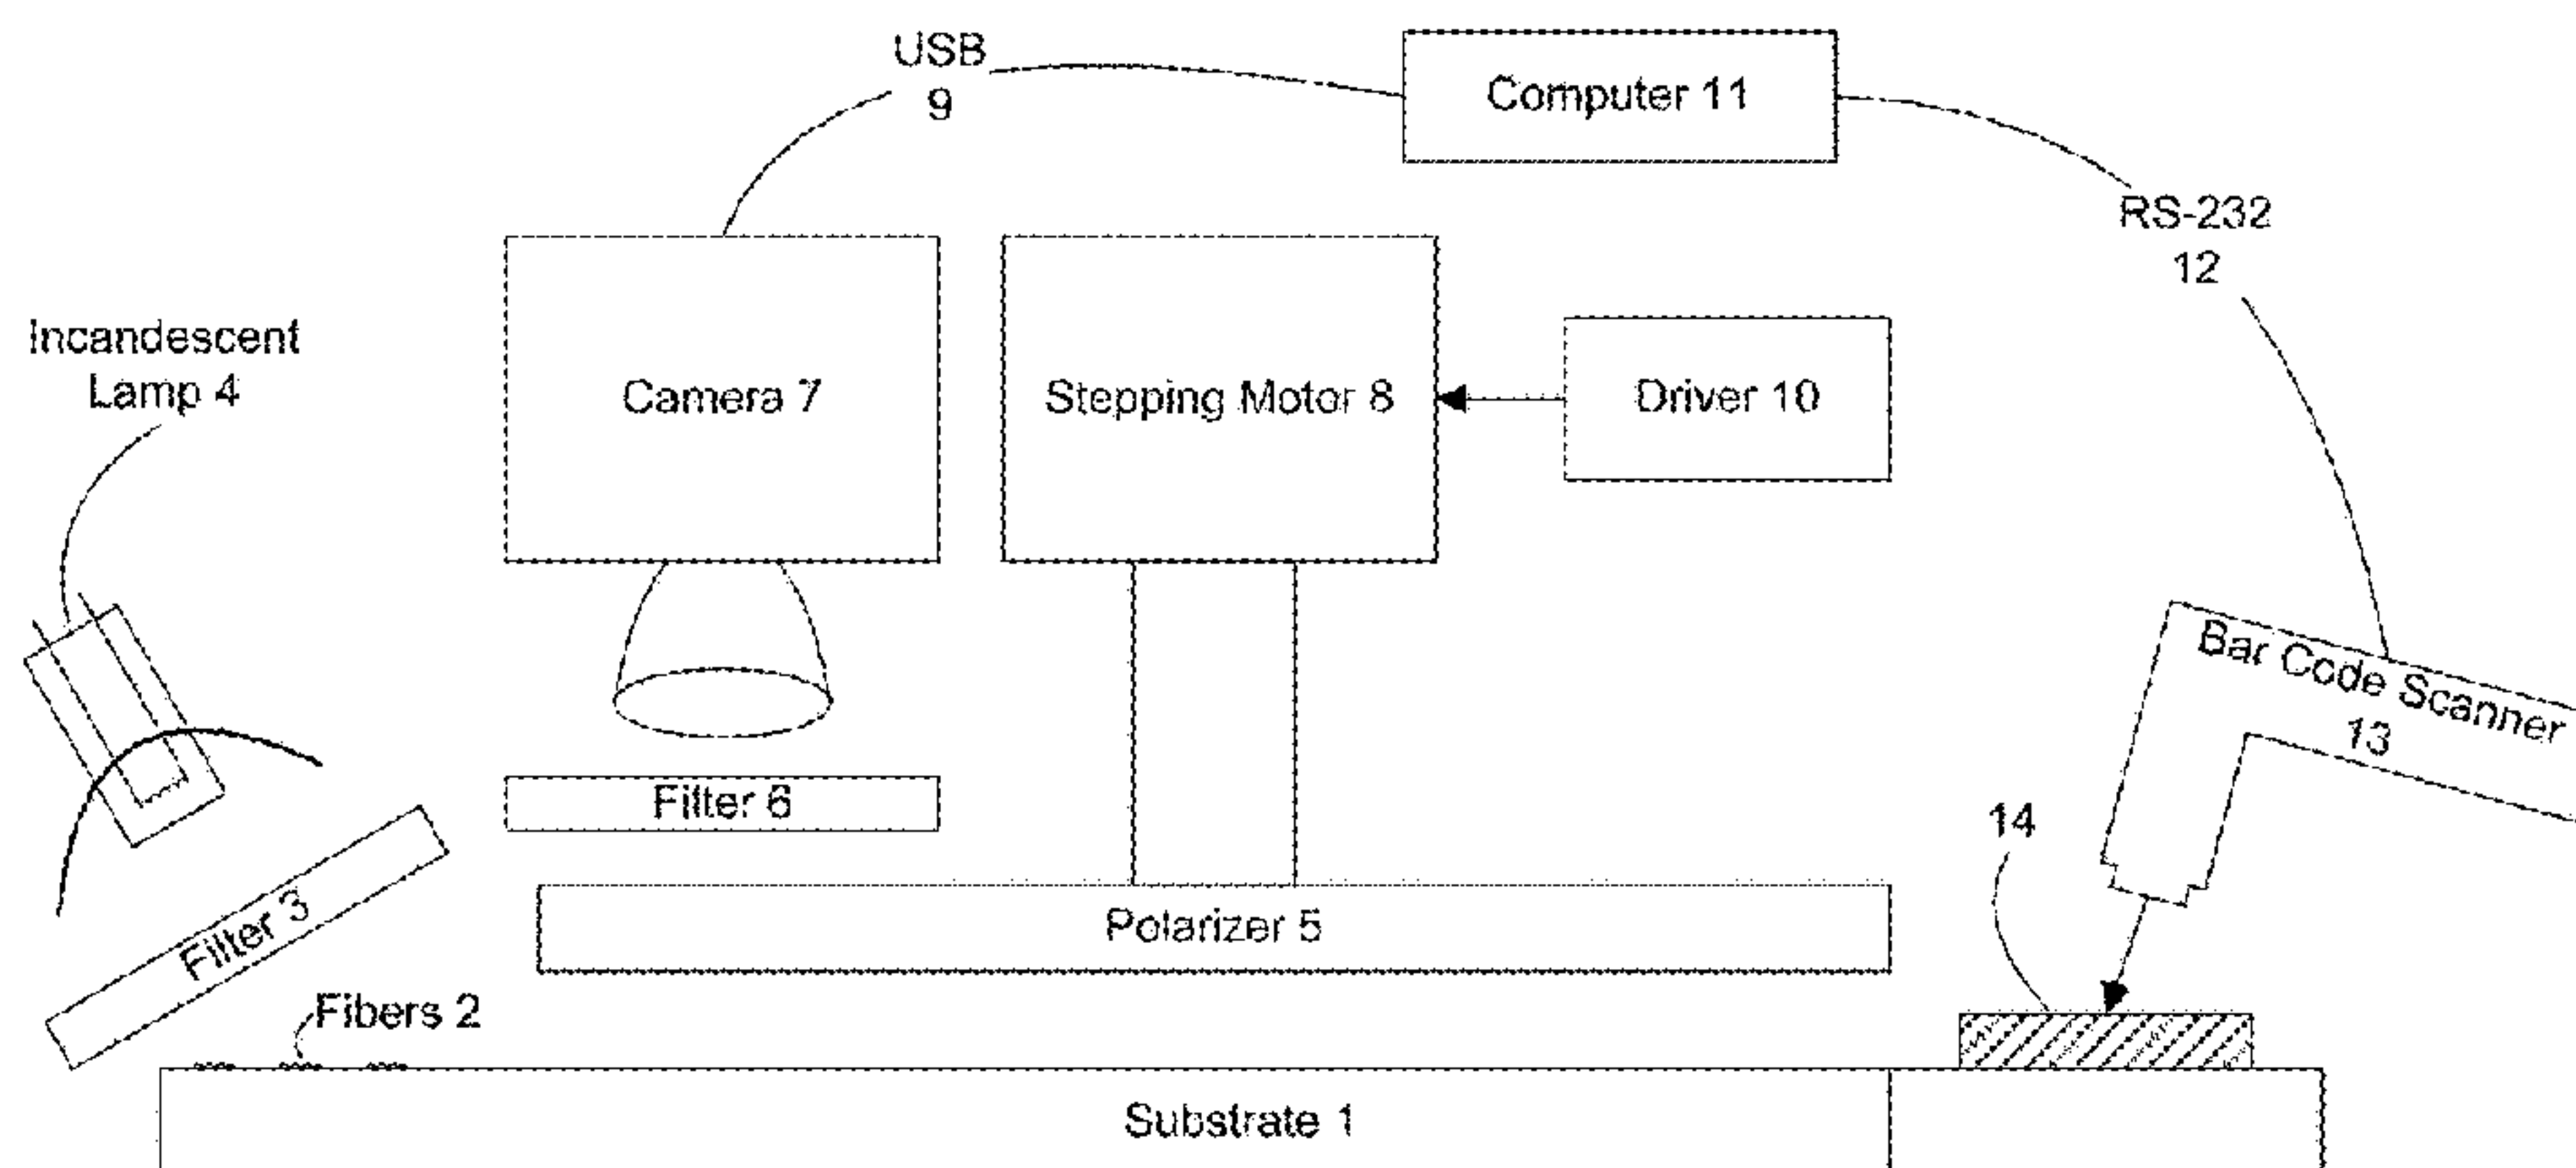 USB
9
Computer 11
RS-232
12
Incandescent
Lamp 4
Camera 7
Stepping Motor 8
Driver 10
Bar Code Scanner
13
Filter 6
14
Filter 3
Polarizer 5
Fibers 2
Substrate 1